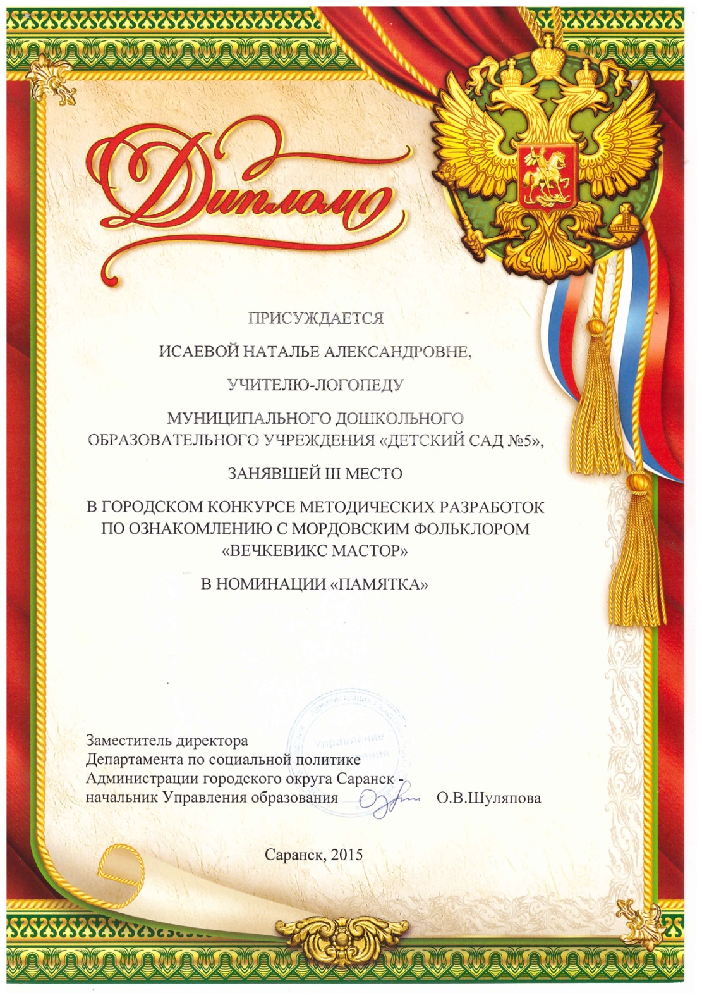 Диплом
ПРИСУЖДАЕТСЯ
ИСАЕВОЙ НАТАЛЬЕ АЛЕКСАНДРОВНЕ,
УЧИТЕЛЮ-ЛОГОПЕДУ
МУНИЦИПАЛЬНОГО ДОШКОЛЬНОГО
ОБРАЗОВАТЕЛЬНОГО УЧРЕЖДЕНИЯ «ДЕТСКИЙ САД №5»,
ЗАНЯВШЕЙ III МЕСТО
В ГОРОДСКОМ КОНКУРСЕ МЕТОДИЧЕСКИХ РАЗРАБОТОК
ПО ОЗНАКОМЛЕНИЮ С МОРДОВСКИМ ФОЛЬКЛОРОМ
«ВЕЧКЕВИКС МАСТОР»
В НОМИНАЦИИ «ПАМЯТКА»
Администрация
Управление
Заместитель директора
Департамента по социальной политике
Администрации городского округа Саранск -
начальник Управления образования О.В.Шуляпова
Саранск, 2015